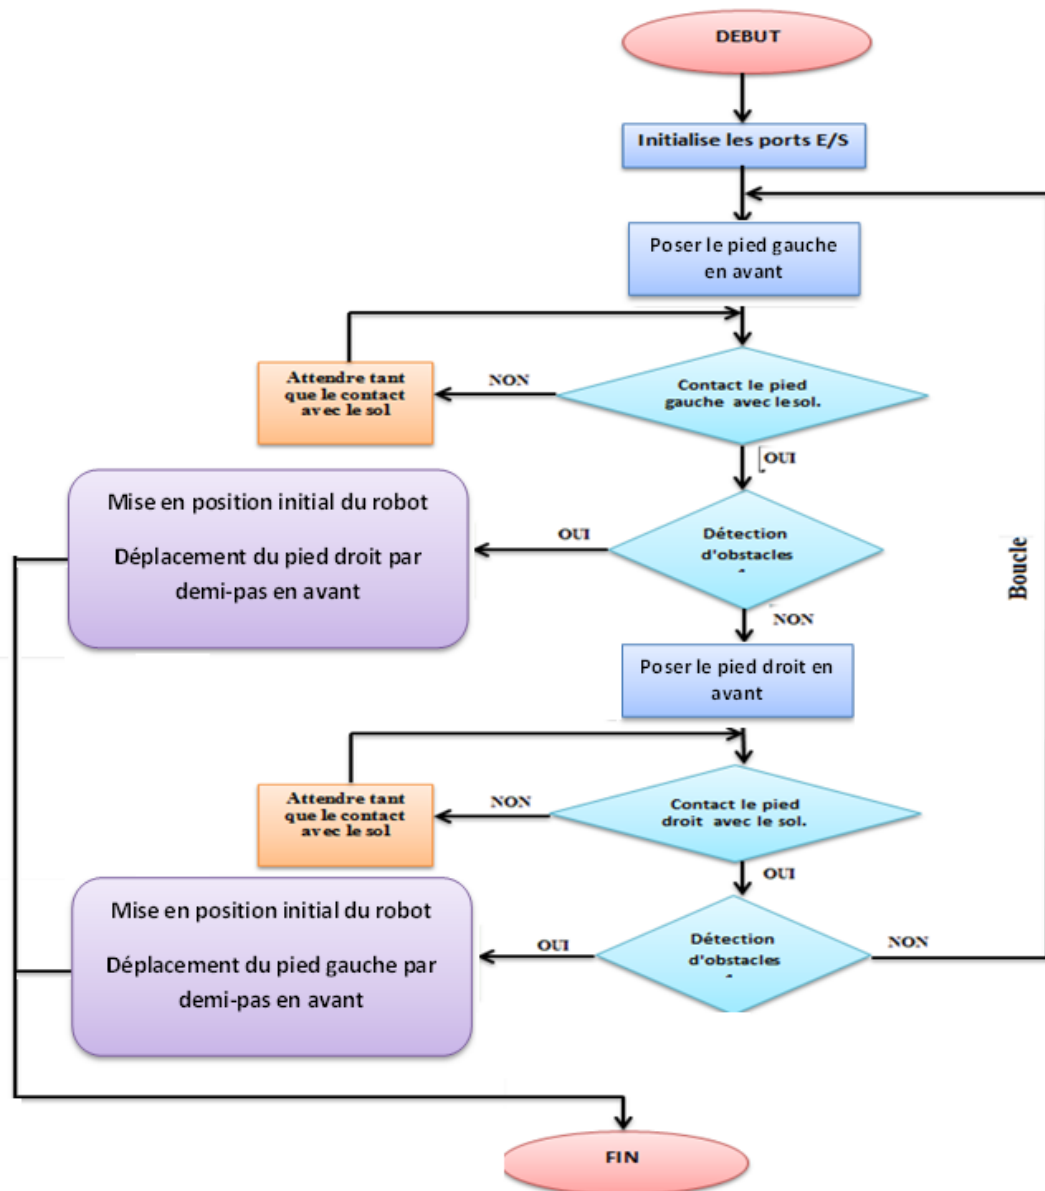 DEBUT
Initialise les ports E/S
Poser le pied gauche
en avant
Attendre tant
que le contact
avec le sol
NON
Contact le pied
gauche avec le sol.
OUI
Mise en position initial du robot
Déplacement du pied droit par
demi-pas en avant
OUI
Détection
d'obstacles
NON
Boucle
Poser le pied droit en
avant
Attendre tant
que le contact
avec le sol
NON
Contact le pied
droit avec le sol.
OUI
Mise en position initial du robot
Déplacement du pied gauche par
demi-pas en avant
OUI
Détection
d'obstacles
NON
FIN